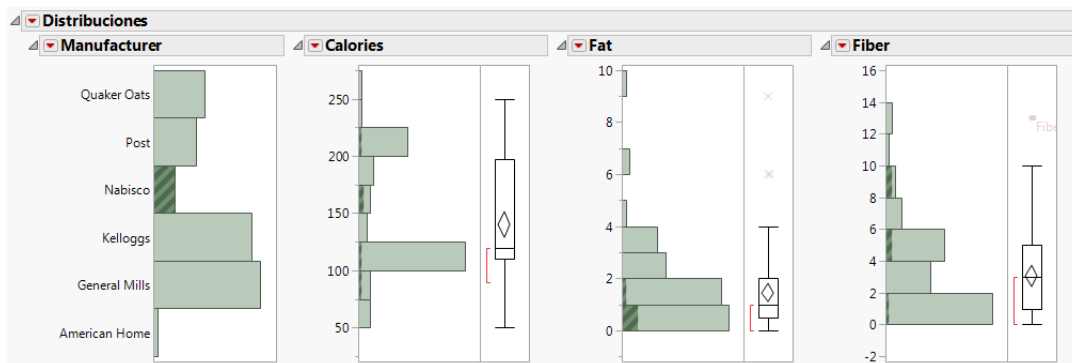 Distribuciones
Manufacturer
Quaker Oats
Post
Nabisco
Kelloggs
General Mills
American Home
Calories
250
200
150
100
50
Fat
10
8
6
4
2
0
Fiber
16
14
12
10
8
6
4
2
0
-2
Fibe